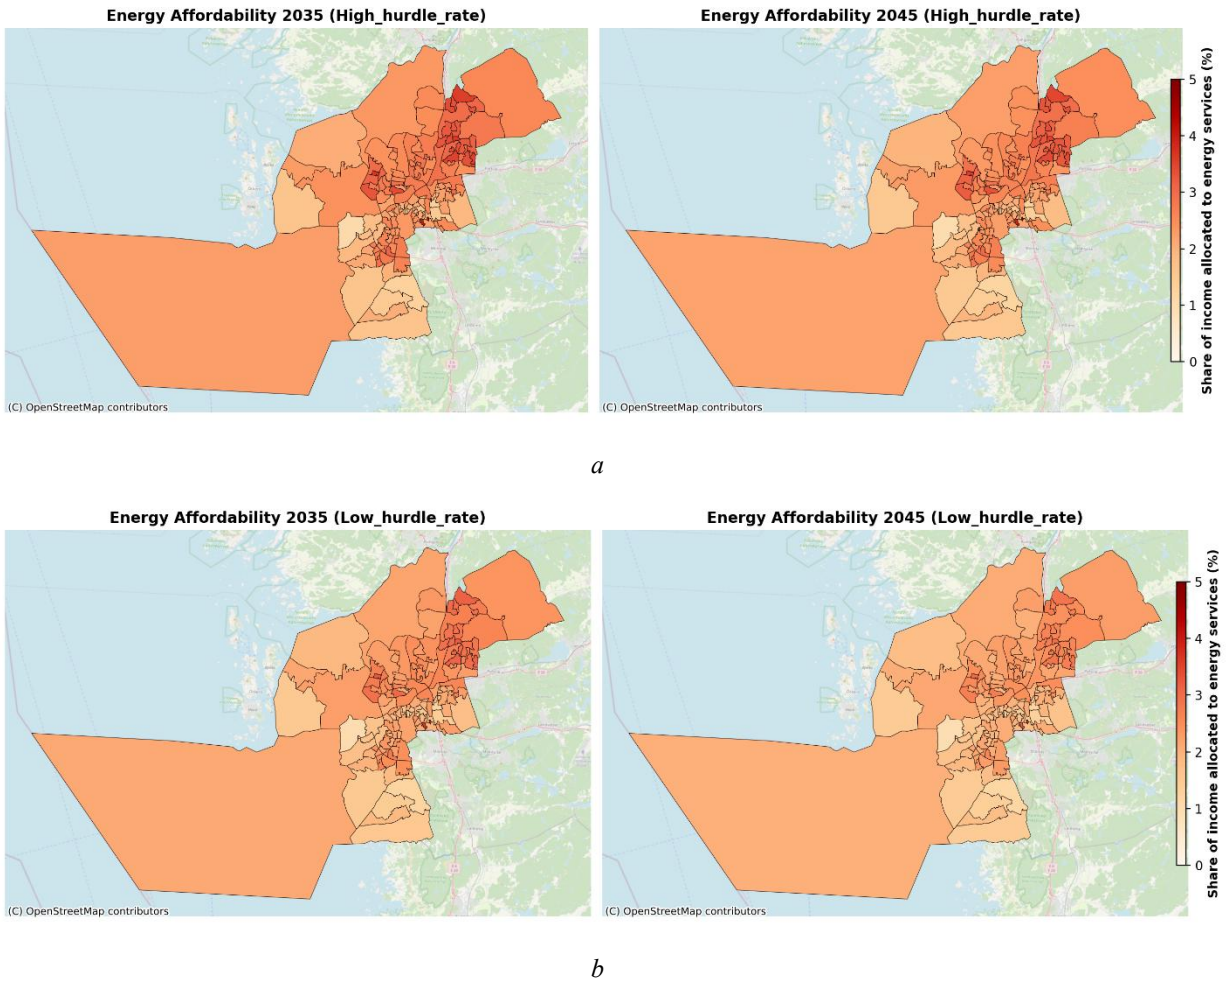 Energy Affordability 2035 (High_hurdle_rate)
Energy Affordability 2045 (High_hurdle_rate)
(C) OpenStreetMap contributors
(C) OpenStreetMap contributors
5
4
3
2
1
0
Share of income allocated to energy services (%)
a
Energy Affordability 2035 (Low_hurdle_rate)
Energy Affordability 2045 (Low_hurdle_rate)
(C) OpenStreetMap contributors
(C) OpenStreetMap contributors
5
4
3
2
1
0
Share of income allocated to energy services (%)
b